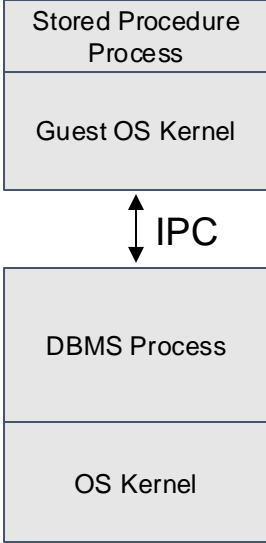 Stored Procedure
Process
Guest OS Kernel
IPC
DBMS Process
OS Kernel